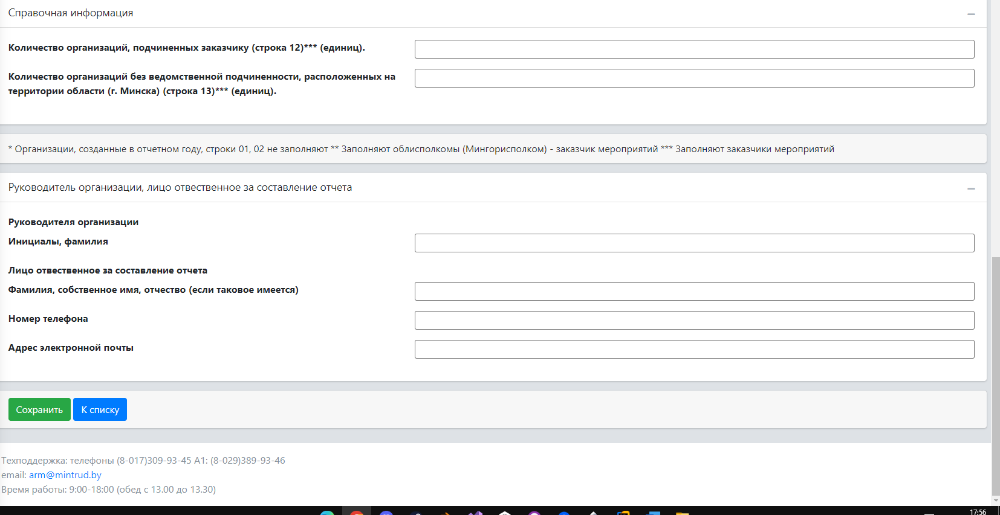 Справочная информация
Количество организаций, подчиненных заказчику (строка 12)*** (единиц).
Количество организаций без ведомственной подчиненности, расположенных на
территории области (г. Минска) (строка 13)*** (единиц).
* Организации, созданные в отчетном году, строки 01, 02 не заполняют ** Заполняют облисполкомы (Мингорисполком) - заказчик мероприятий *** Заполняют заказчики мероприятий
Руководитель организации, лицо отвественное за составление отчета
Руководителя организации
Инициалы, фамилия
Лицо отвественное за составление отчета
Фамилия, собственное имя, отчество (если таковое имеется)
Номер телефона
Адрес электронной почты
Сохранить К списку
Техподдержка: телефоны (8-017)309-93-45 А1: (8-029)389-93-46
email: arm@mintrud.by
Время работы: 9:00-18:00 (обед с 13.00 до 13.30)
17:56